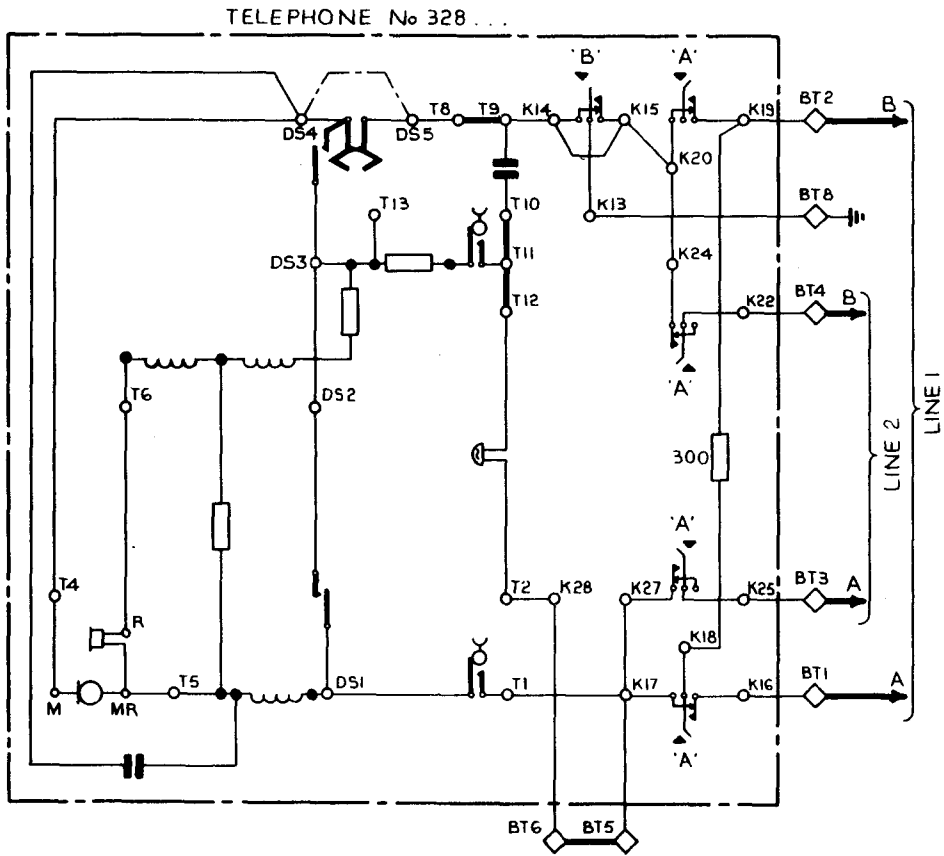 TELEPHONE No 328...
'B' 'A'
DS4 DS5 T8 T9 K14 K15 K19 BT2 B
K20
T13 T10 K13 BT8
DS3 T11 K24
T12 K22 BT4 B
'A'
T6 DS2
300
LINE 2
LINE 1
'A'
T4 T2 K28 K27 K25 BT3 A
R K18
M MR T5 DS1 T1 K17 K16 BT1 A
'A'
BT6 BT5